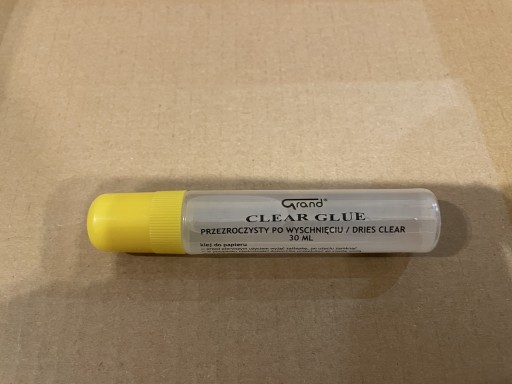 Grand®
CLEAR GLUE
PRZEZROCZYSTY PO WYSCHNIĘCIU / DRIES CLEAR
30 ML
klej do papieru